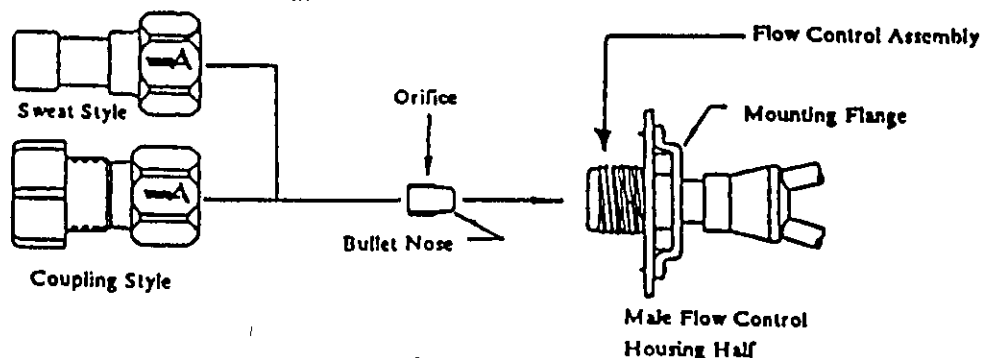 Flow Control Assembly
Orifice
Sweat Style
Mounting Flange
Bullet Nose
Coupling Style
Male Flow Control
Housing Half